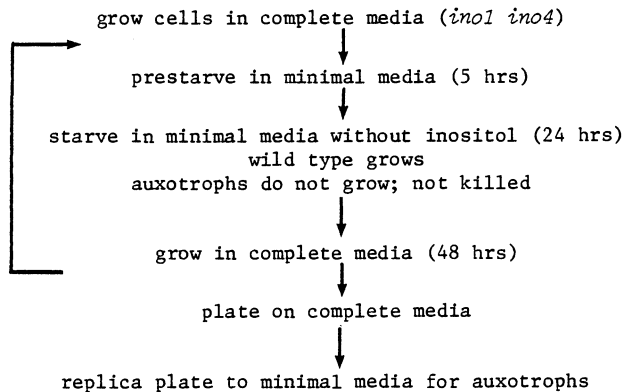 grow cells in complete media (ino1 ino4)
prestarve in minimal media (5 hrs)
starve in minimal media without inositol (24 hrs)
wild type grows
auxotrophs do not grow; not killed
grow in complete media (48 hrs)
plate on complete media
replica plate to minimal media for auxotrophs